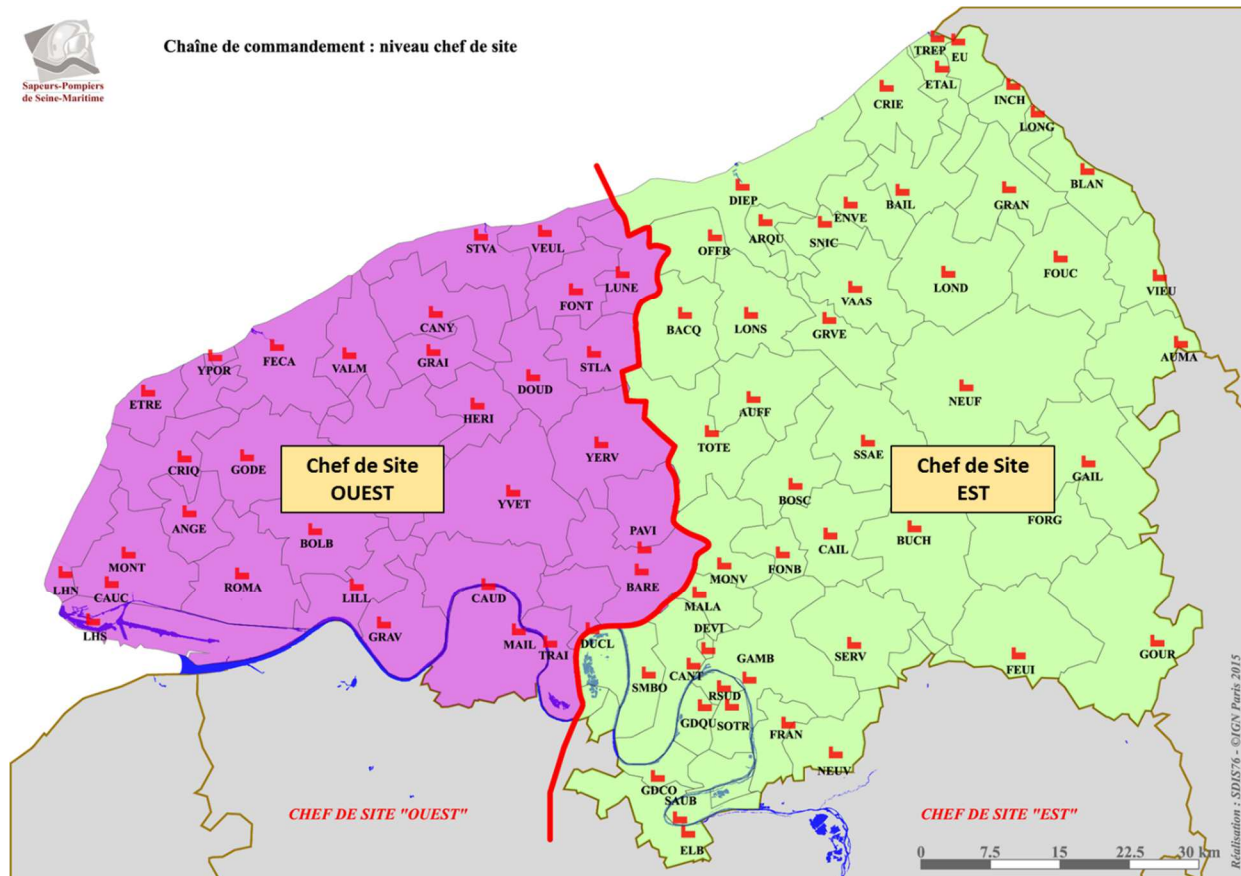 Chaîne de commandement : niveau chef de site
Sapeurs-Pompiers
de Seine-Maritime
TREP
EU
ETAL
CRIE
INCH
LONG
BLAN
DIEP
BAIL
GRAN
ENVE
STVA
VEUL
OFFR
ARQU
SNIC
FOUC
LUNE
LOND
VIEU
FONT
VAAS
CANY
BACQ
LONS
GRVE
AUMA
YPOR
FECA
VALM
GRAI
STLA
ETRE
DOUD
NEUF
HERI
AUFF
TOTE
YERV
SSAE
CRIQ
GODE
Chef de Site
OUEST
Chef de Site
EST
GAIL
YVET
BOSC
FORG
ANGE
BOLB
PAVI
CAIL
BUCH
MONT
FONB
MONV
LHN
CAUC
ROMA
LILL
CAUD
BARE
MALA
LHS
GRAV
MAIL
TRAI
DUCL
DEVI
SERV
GOUR
CANT
GAMB
FEUI
SMBO
RSUD
GDQU
SOTR
FRAN
NEUV
GDCO
SAUB
ELB
CHEF DE SITE "OUEST"
CHEF DE SITE "EST"
0 7.5 15 22.5 30 km
Réalisation : SDIS76 - ©IGN Paris 2015